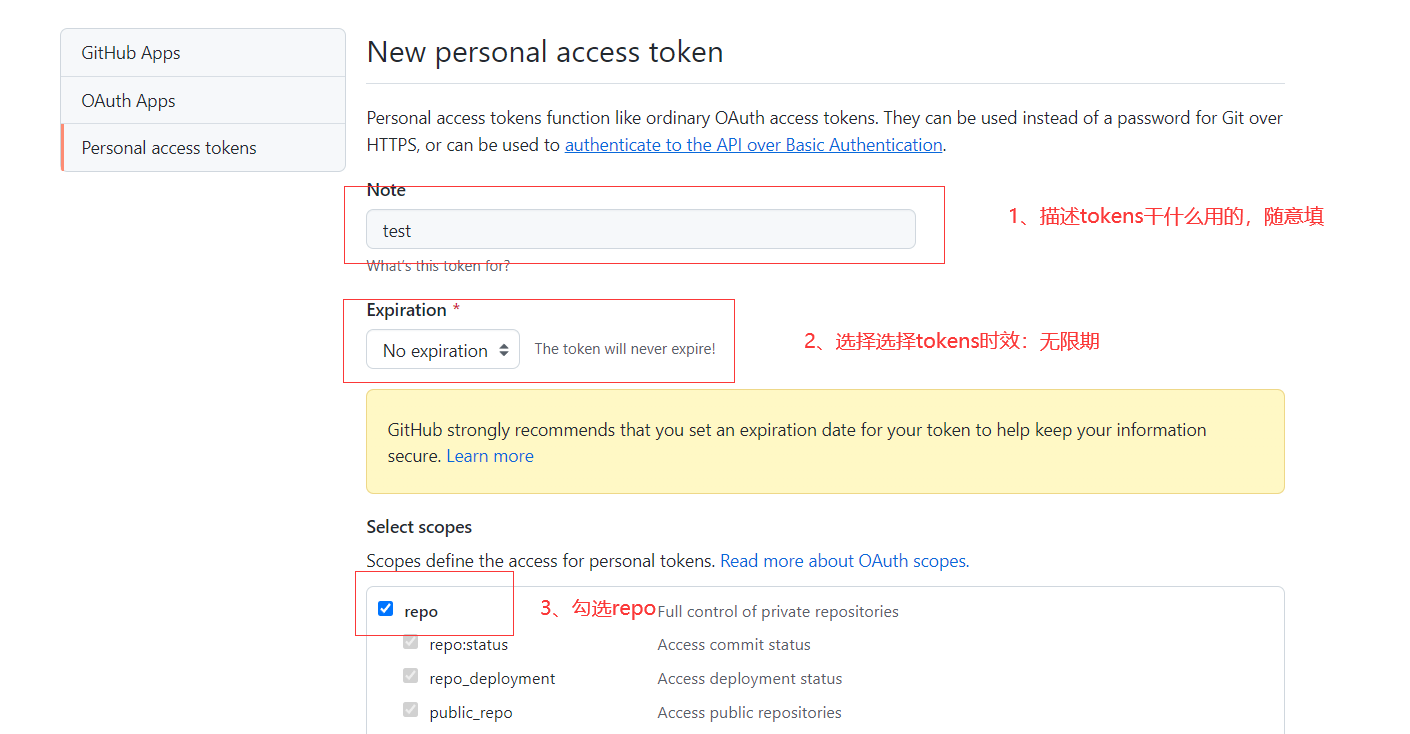 GitHub Apps
OAuth Apps
Personal access tokens
New personal access token
Personal access tokens function like ordinary OAuth access tokens. They can be used instead of a password for Git over
HTTPS, or can be used to authenticate to the API over Basic Authentication.
Note
test
1、描述tokens干什么用的，随意填
What's this token for?
Expiration *
No expiration The token will never expire!
2、选择选择tokens时效：无限期
GitHub strongly recommends that you set an expiration date for your token to help keep your information
secure. Learn more
Select scopes
Scopes define the access for personal tokens. Read more about OAuth scopes.
repo 3、勾选repo Full control of private repositories
repo:status Access commit status
repo_deployment Access deployment status
public_repo Access public repositories